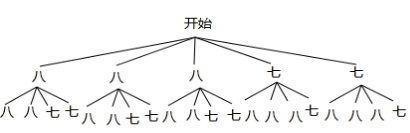 开始
八 八 八 七 七
八 八 七 七 八 八 七 七 八 八 七 七 八 八 八 七 八 八 八 七